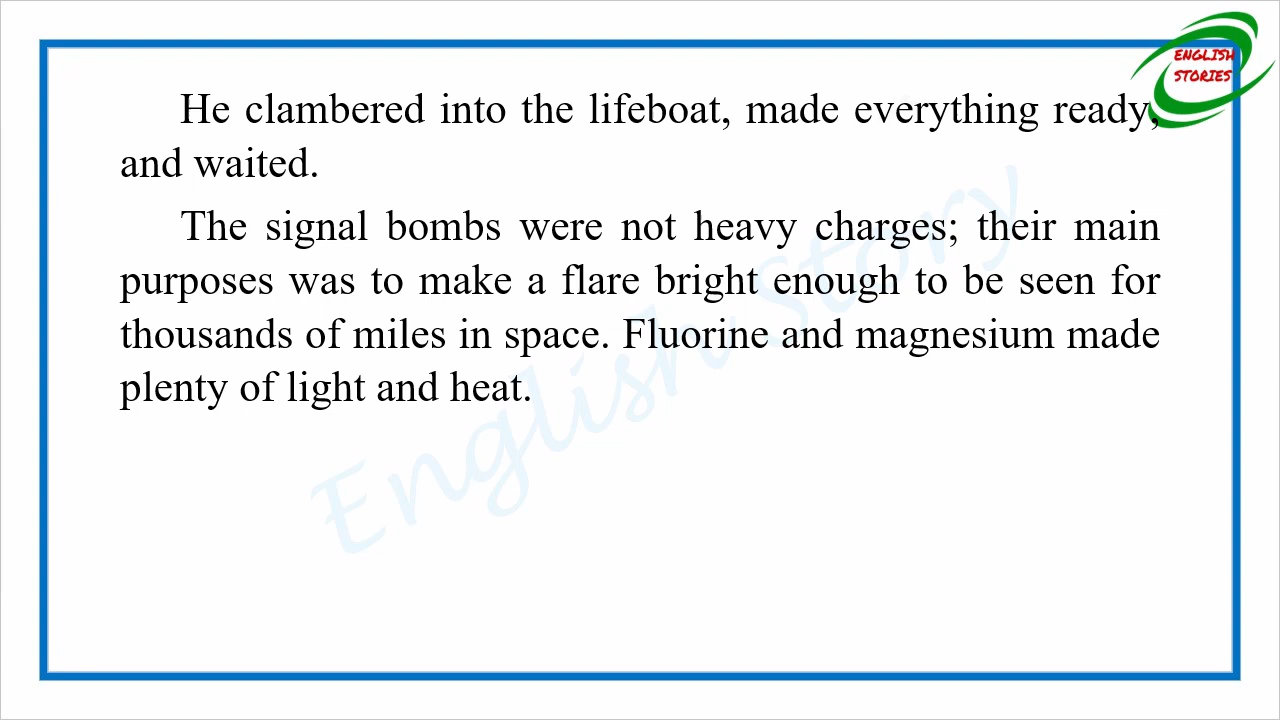 ENGLISH
STORIES
He clambered into the lifeboat, made everything ready,
and waited.
The signal bombs were not heavy charges; their main
purposes was to make a flare bright enough to be seen for
thousands of miles in space. Fluorine and magnesium made
plenty of light and heat.
English Story